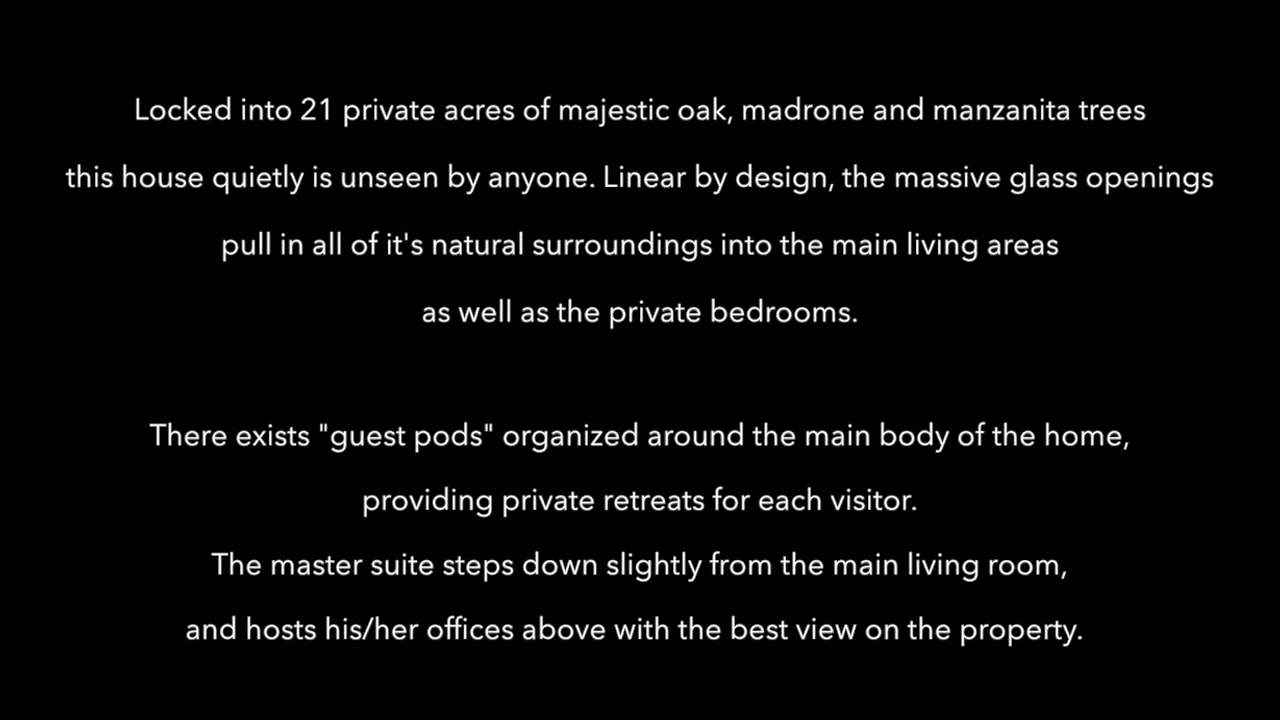 Locked into 21 private acres of majestic oak, madrone and manzanita trees
this house quietly is unseen by anyone. Linear by design, the massive glass openings
pull in all of it's natural surroundings into the main living areas
as well as the private bedrooms.
There exists "guest pods" organized around the main body of the home,
providing private retreats for each visitor.
The master suite steps down slightly from the main living room,
and hosts his/her offices above with the best view on the property.